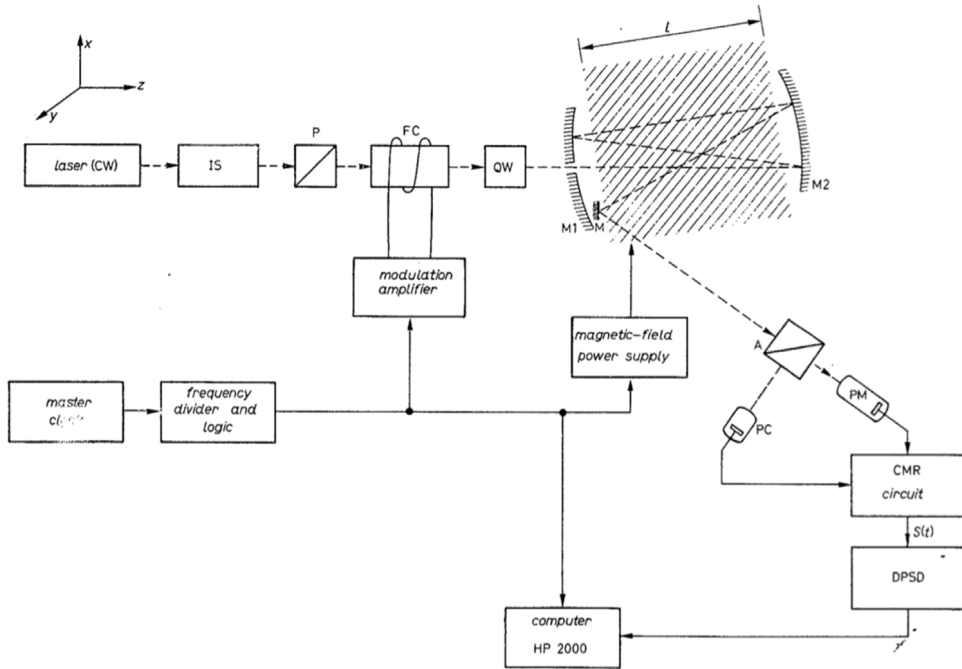 l
x
z
y
P
FC
laser (CW)
IS
QW
M1
M
M2
modulation
amplifier
magnetic-field
power supply
A
PM
PC
master
frequency
divider and
logic
CMR
circuit
S(t)
DPSD
computer
HP 2000